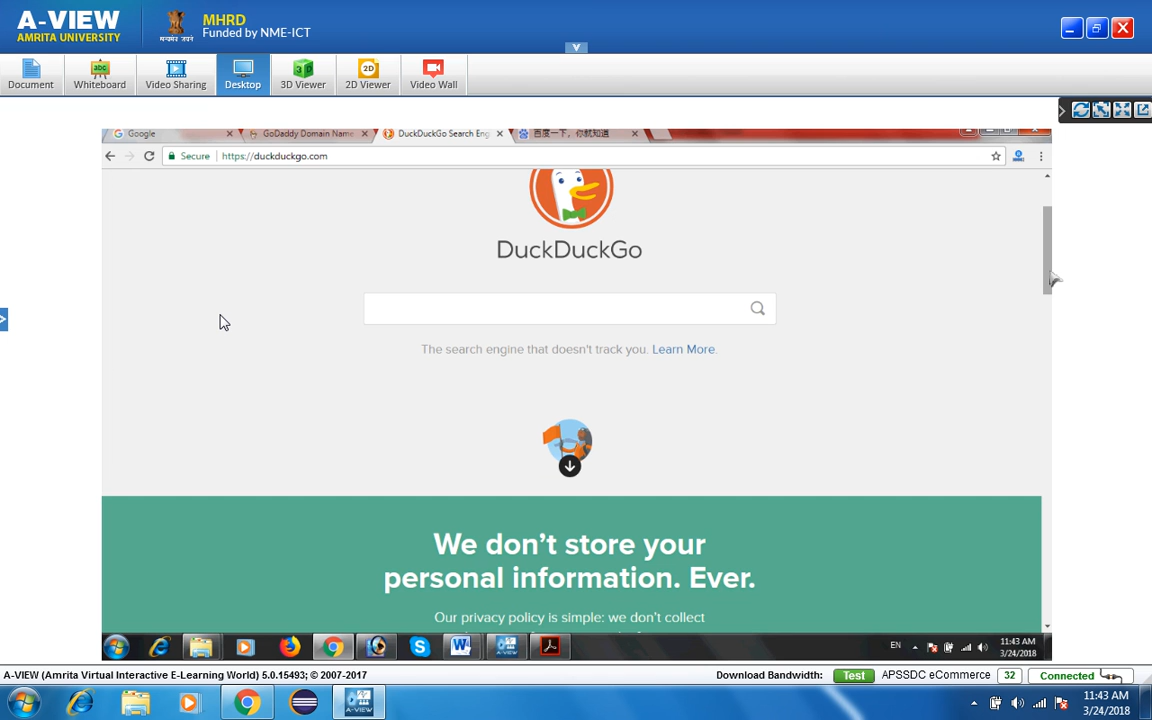 A-VIEW
AMRITA UNIVERSITY
MHRD
Funded by NME-ICT
Document
Whiteboard
Video Sharing
Desktop
3D Viewer
2D Viewer
Video Wall
Google
GoDaddy Domain Name
DuckDuckGo Search Eng
百度一下，你就知道
Secure
https://duckduckgo.com
DuckDuckGo
The search engine that doesn't track you. Learn More.
We don't store your
personal information. Ever.
Our privacy policy is simple: we don't collect
EN
11:43 AM
3/24/2018
A-VIEW (Amrita Virtual Interactive E-Learning World) 5.0.15493; © 2007-2017
Download Bandwidth: Test APSSDC eCommerce 32 Connected
11:43 AM
3/24/2018